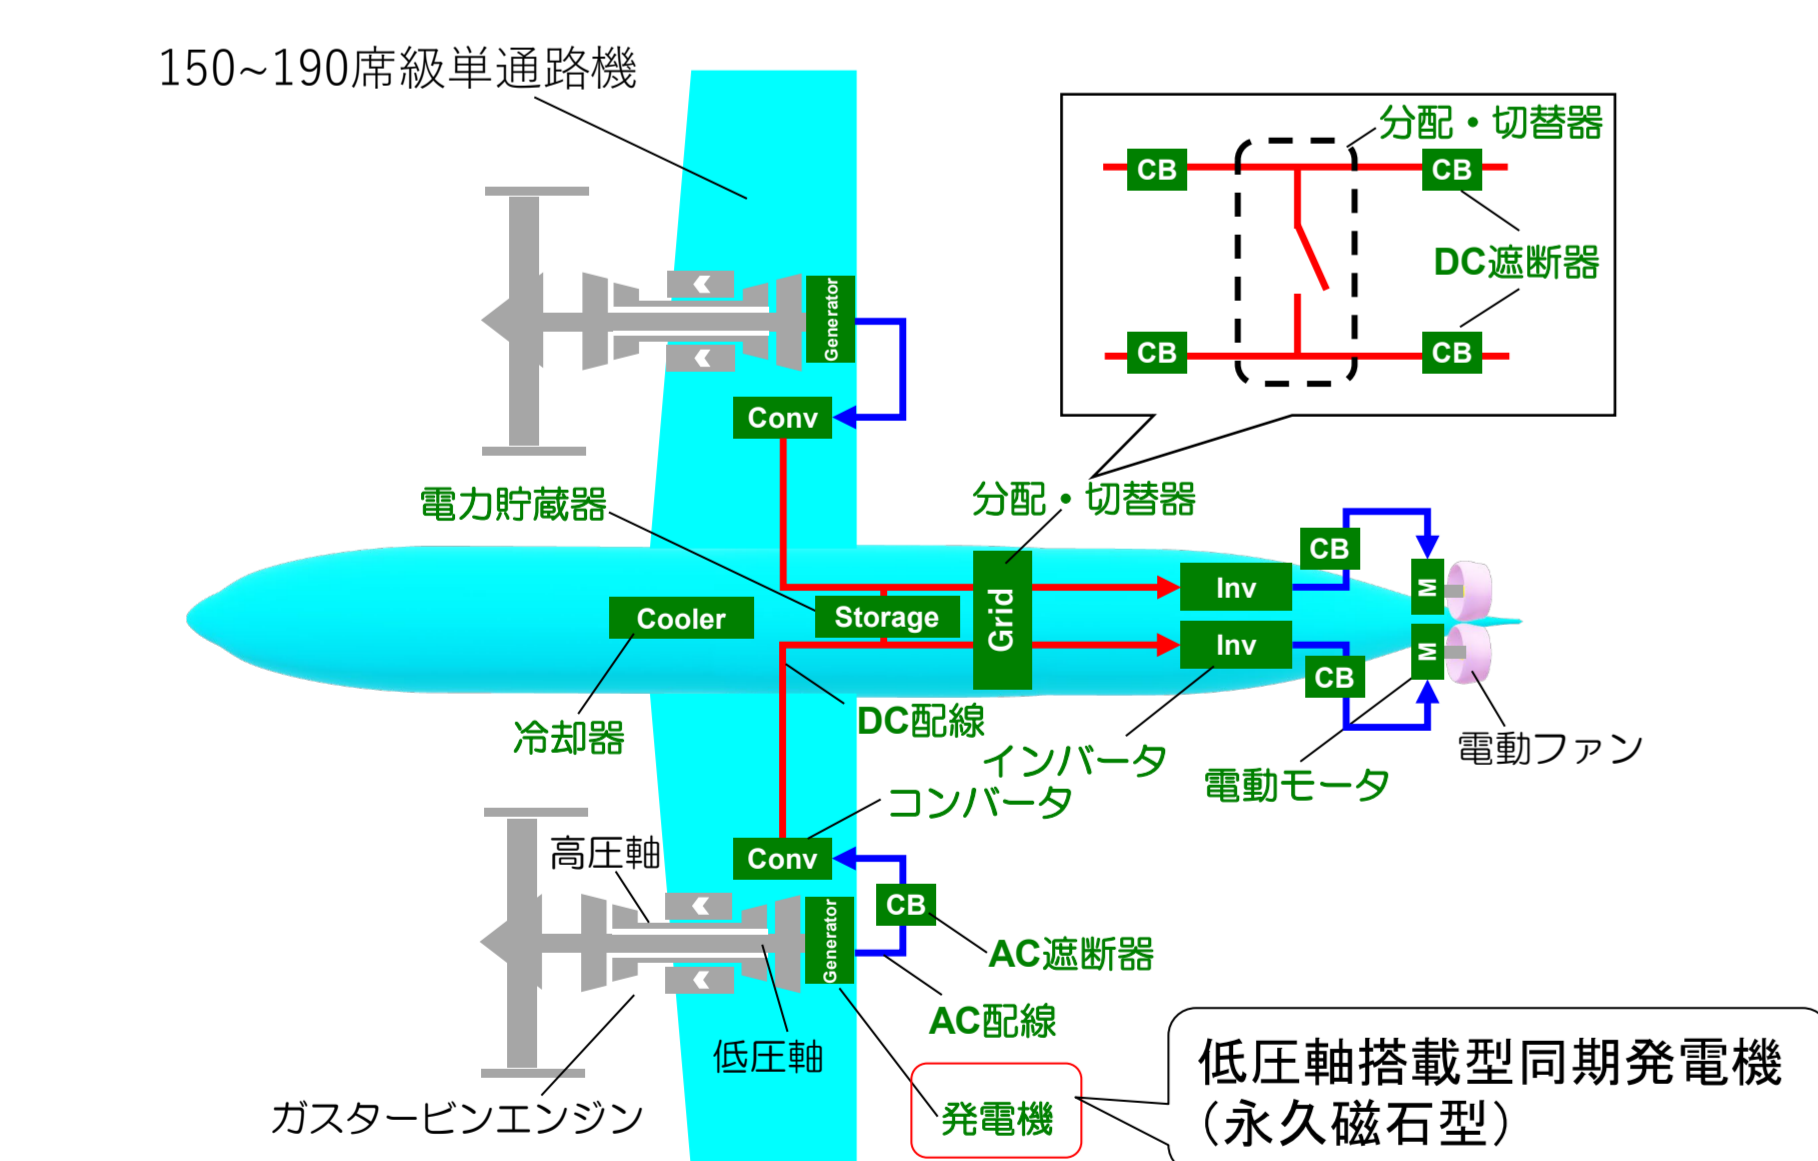 150~190席級単通路機
分配・切替器
CB
CB
DC遮断器
CB
CB
Generator
Conv
電力貯蔵器
分配・切替器
CB
Inv
M
Cooler
Storage
Grid
Inv
M
CB
冷却器
DC配線
インバータ
電動モータ
電動ファン
コンバータ
高圧軸
Conv
CB
Generator
AC遮断器
AC配線
低圧軸
ガスタービンエンジン
発電機
低圧軸搭載型同期発電機
（永久磁石型）